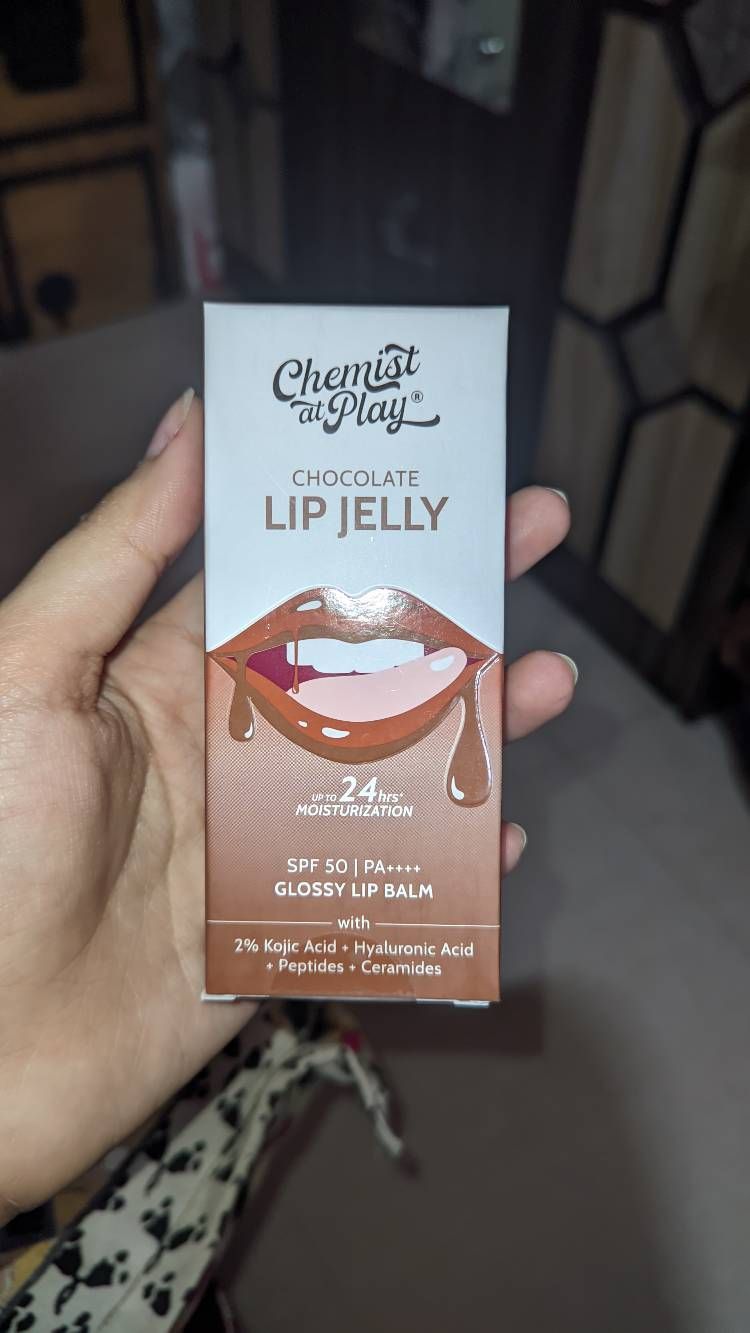 Chemist
at Play®
CHOCOLATE
LIP JELLY
UP TO 24hrs*
MOISTURIZATION
SPF 50 | PA++++
GLOSSY LIP BALM
with
2% Kojic Acid + Hyaluronic Acid
+ Peptides + Ceramides